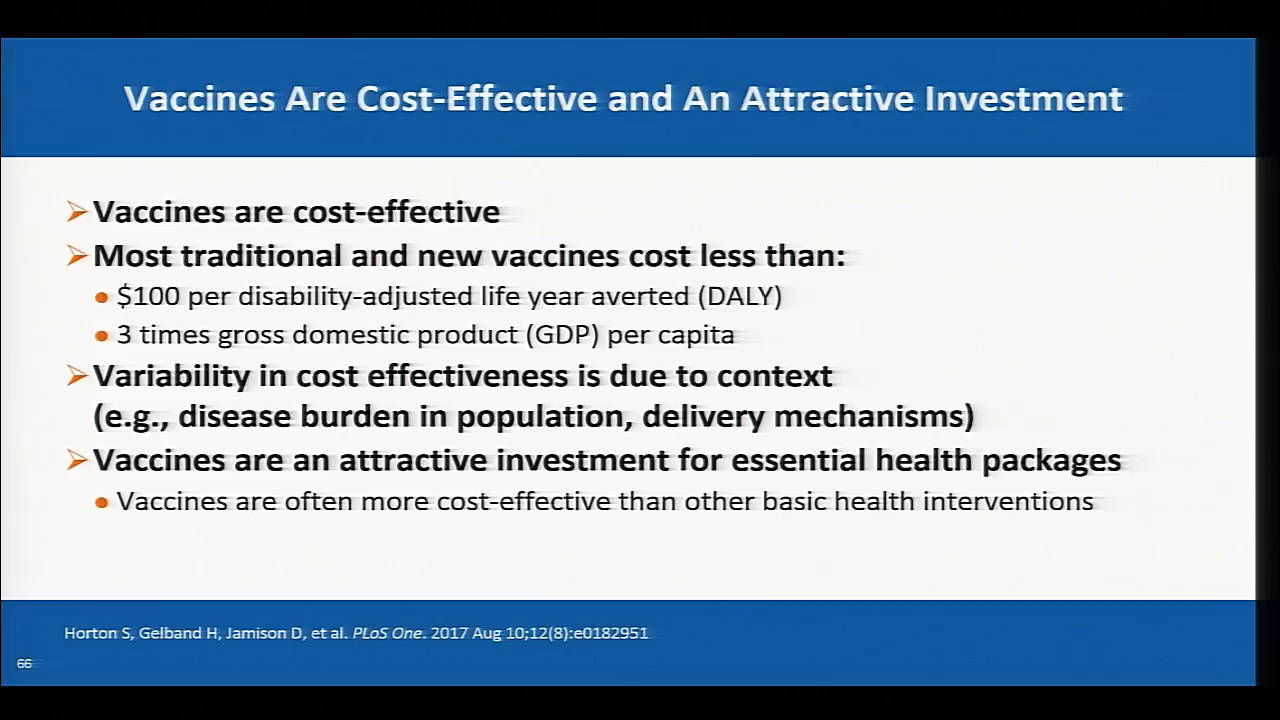 Vaccines Are Cost-Effective and An Attractive Investment
Vaccines are cost-effective
Most traditional and new vaccines cost less than:
$100 per disability-adjusted life year averted (DALY)
3 times gross domestic product (GDP) per capita
Variability in cost effectiveness is due to context
(e.g., disease burden in population, delivery mechanisms)
Vaccines are an attractive investment for essential health packages
Vaccines are often more cost-effective than other basic health interventions
Horton S, Gelband H, Jamison D, et al. PLoS One. 2017 Aug 10;12(8):e0182951
66